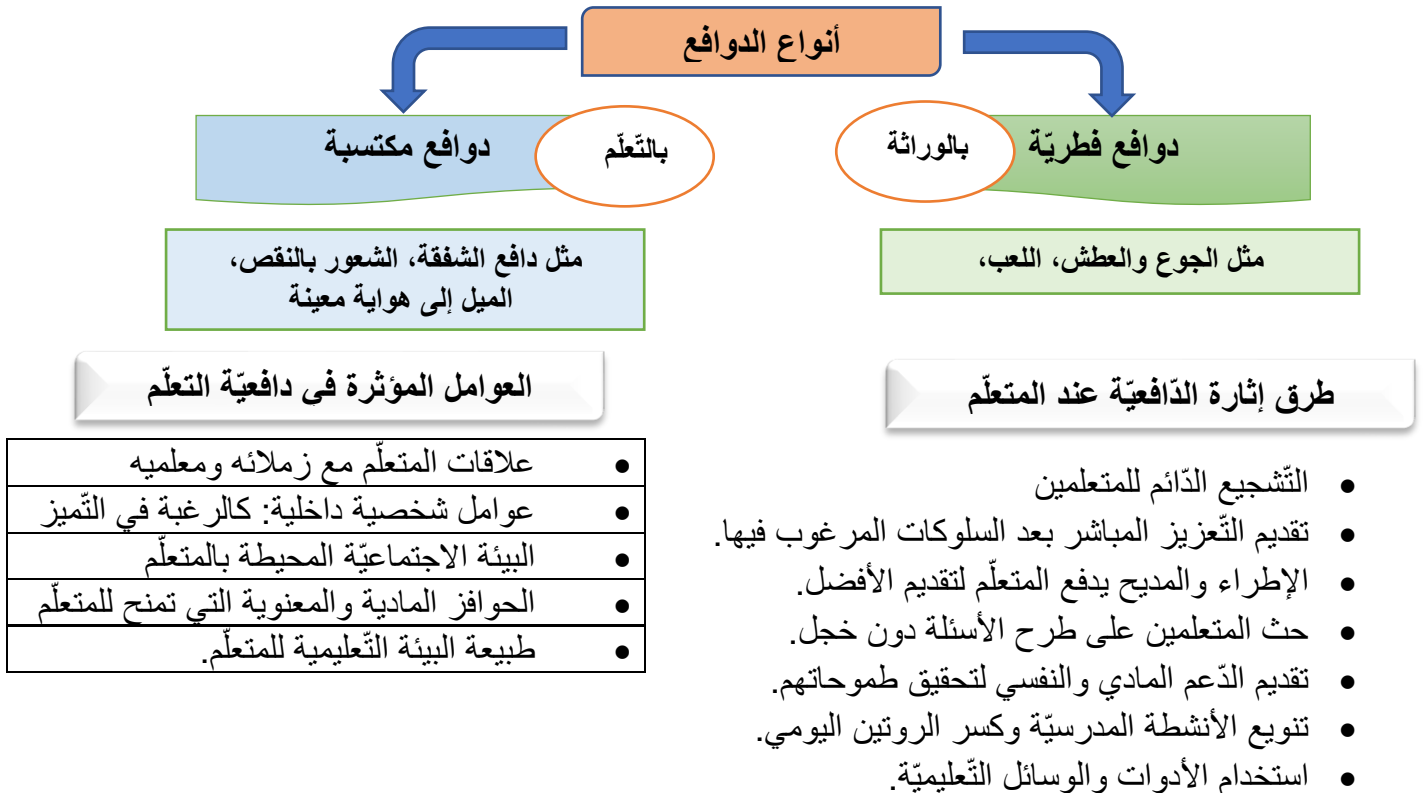 أنواع الدوافع
دوافع فطريّة
بالوراثة
بالتّعلّم
دوافع مكتسبة
مثل الجوع والعطش، اللعب،
مثل دافع الشفقة، الشعور بالنقص،
الميل إلى هواية معينة
طرق إثارة الدّافعيّة عند المتعلّم
• التّشجيع الدّائم للمتعلمين
• تقديم التّعزيز المباشر بعد السلوكات المرغوب فيها.
• الإطراء والمديح يدفع المتعلّم لتقديم الأفضل.
• حث المتعلمين على طرح الأسئلة دون خجل.
• تقديم الدّعم المادي والنفسي لتحقيق طموحاتهم.
• تنويع الأنشطة المدرسيّة وكسر الروتين اليومي.
• استخدام الأدوات والوسائل التّعليميّة.
العوامل المؤثرة في دافعيّة التعلّم
• علاقات المتعلّم مع زملائه ومعلميه
• عوامل شخصية داخلية: كالرغبة في التّميز
• البيئة الاجتماعيّة المحيطة بالمتعلّم
• الحوافز المادية والمعنوية التي تمنح للمتعلّم
• طبيعة البيئة التّعليمية للمتعلّم.